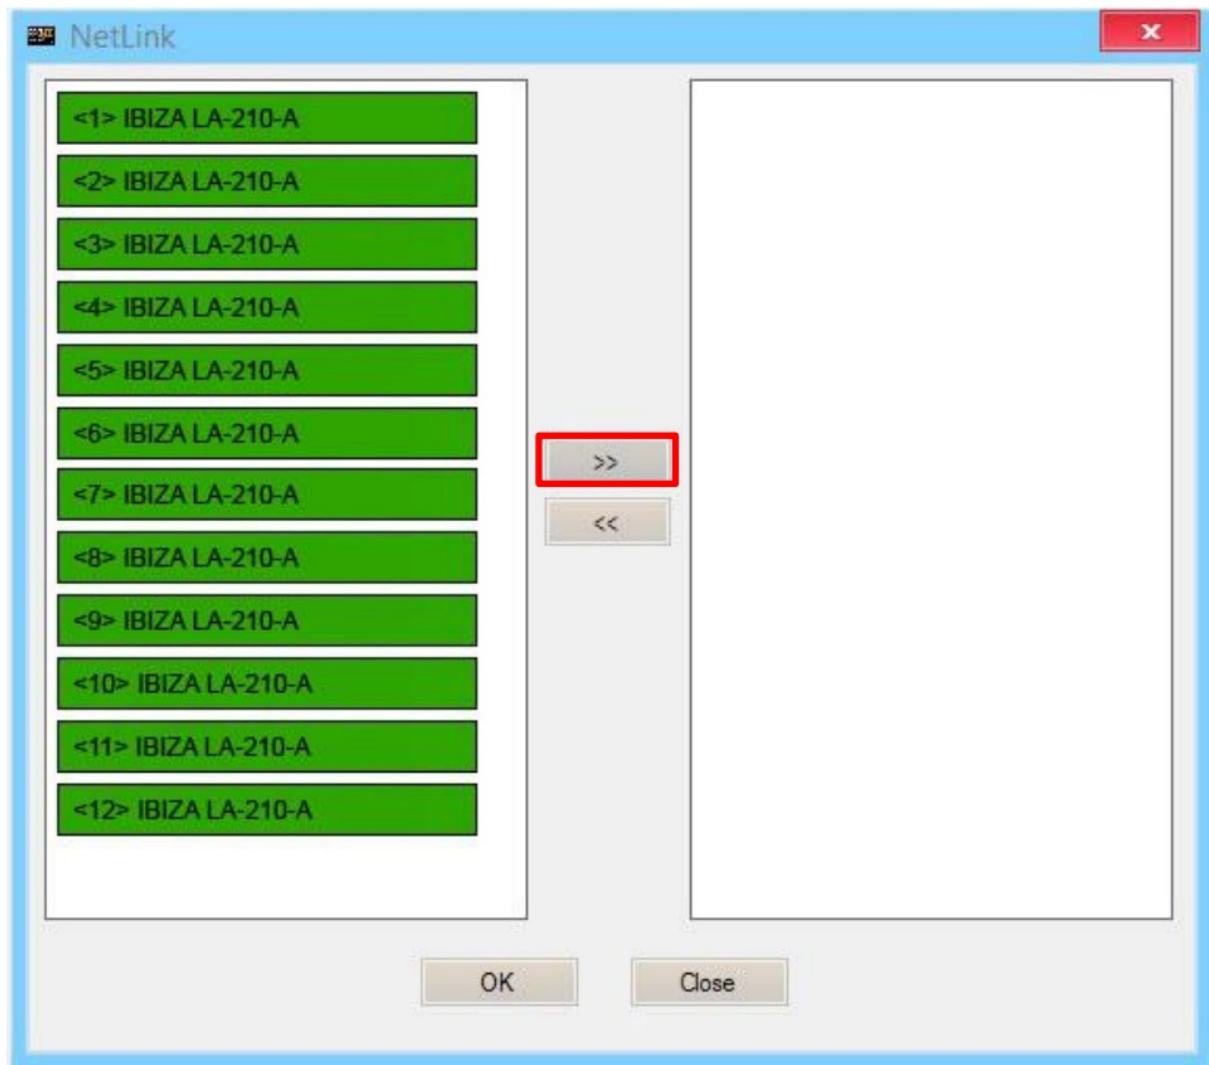 NetLink
x
<1> IBIZA LA-210-A
<2> IBIZA LA-210-A
<3> IBIZA LA-210-A
<4> IBIZA LA-210-A
<5> IBIZA LA-210-A
<6> IBIZA LA-210-A
<7> IBIZA LA-210-A
<8> IBIZA LA-210-A
<9> IBIZA LA-210-A
<10> IBIZA LA-210-A
<11> IBIZA LA-210-A
<12> IBIZA LA-210-A
>>
<<
OK Close